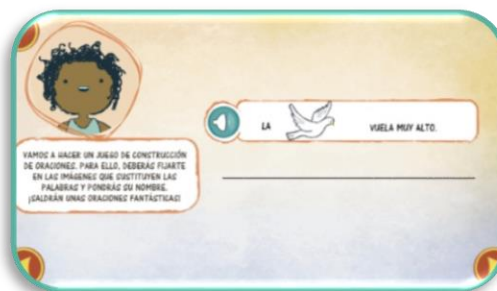 LA VUELA MUY ALTO.
VAMOS A HACER UN JUEGO DE CONSTRUCCIÓN
DE ORACIONES. PARA ELLO, DEBERÁS FIJARTE
EN LAS IMÁGENES QUE SUSTITUYEN LAS
PALABRAS Y PONDRÁS SU NOMBRE.
¡SALDRÁN UNAS ORACIONES FANTÁSTICAS!